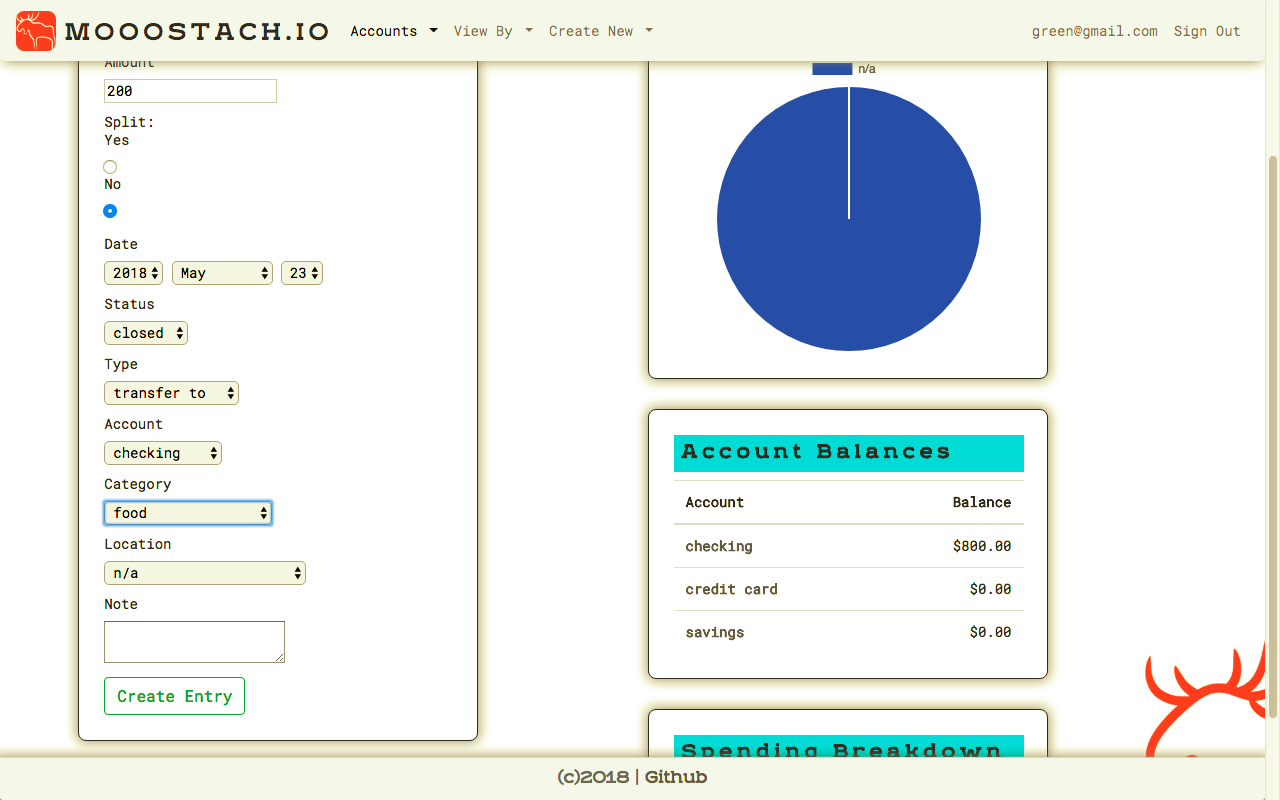 MOOOSTACH.IO Accounts View By Create New green@gmail.com Sign Out
Amount
200
Split:
Yes
No
Date
2018 May 23
Status
closed
Type
transfer to
Account
checking
Category
food
Location
n/a
Note
Create Entry
n/a
Account Balances
Account Balance
checking $800.00
credit card $0.00
savings $0.00
Spending Breakdown
(c)2018 | Github